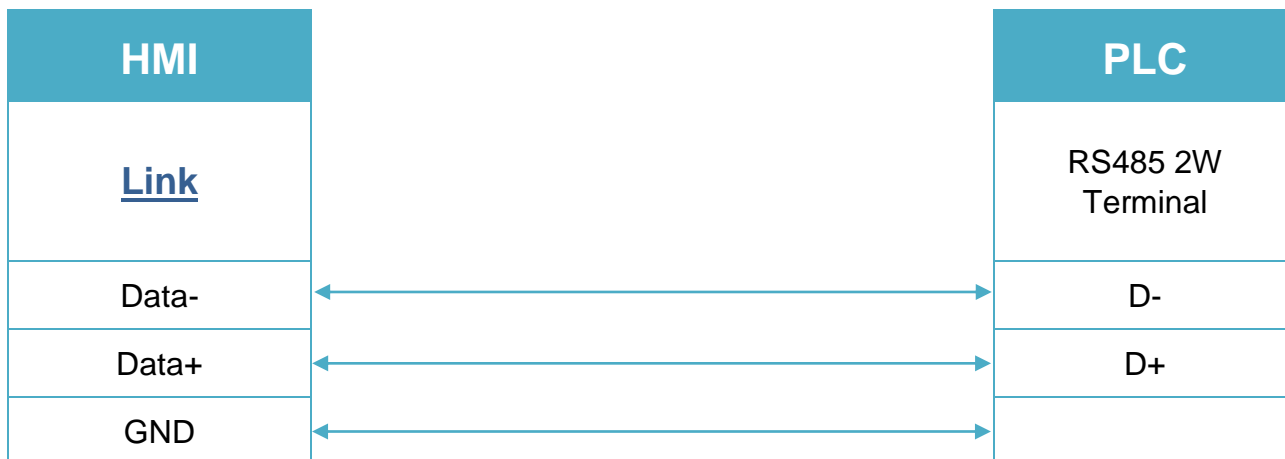 HMI
PLC
Link
RS485 2W
Terminal
Data-
D-
Data+
D+
GND